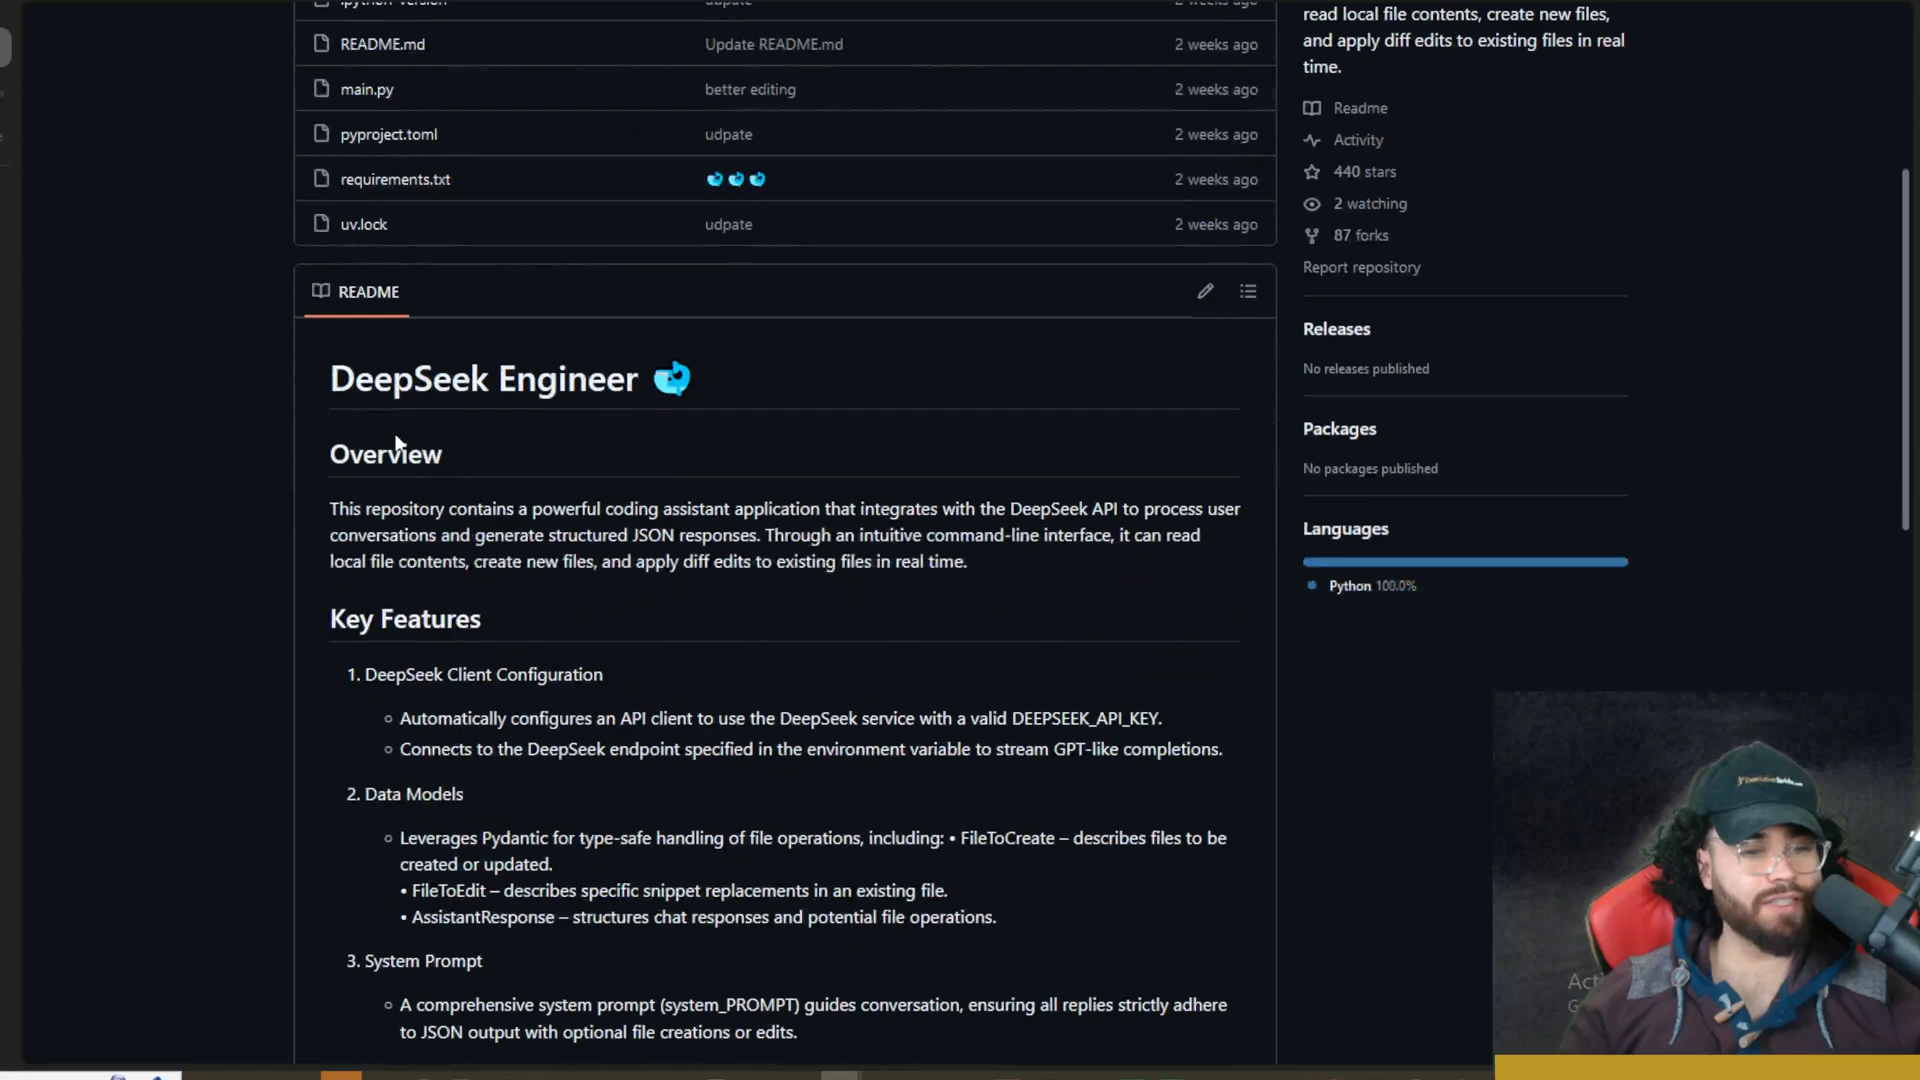 README.md Update README.md 2 weeks ago
main.py better editing 2 weeks ago
pyproject.toml udpate 2 weeks ago
requirements.txt 2 weeks ago
uv.lock udpate 2 weeks ago
README
DeepSeek Engineer
Overview
This repository contains a powerful coding assistant application that integrates with the DeepSeek API to process user
conversations and generate structured JSON responses. Through an intuitive command-line interface, it can read
local file contents, create new files, and apply diff edits to existing files in real time.
Key Features
1. DeepSeek Client Configuration
Automatically configures an API client to use the DeepSeek service with a valid DEEPSEEK_API_KEY.
Connects to the DeepSeek endpoint specified in the environment variable to stream GPT-like completions.
2. Data Models
Leverages Pydantic for type-safe handling of file operations, including: • FileToCreate – describes files to be
created or updated.
• FileToEdit – describes specific snippet replacements in an existing file.
• AssistantResponse – structures chat responses and potential file operations.
3. System Prompt
A comprehensive system prompt (system_PROMPT) guides conversation, ensuring all replies strictly adhere
to JSON output with optional file creations or edits.
read local file contents, create new files,
and apply diff edits to existing files in real
time.
Readme
Activity
440 stars
2 watching
87 forks
Report repository
Releases
No releases published
Packages
No packages published
Languages
Python 100.0%